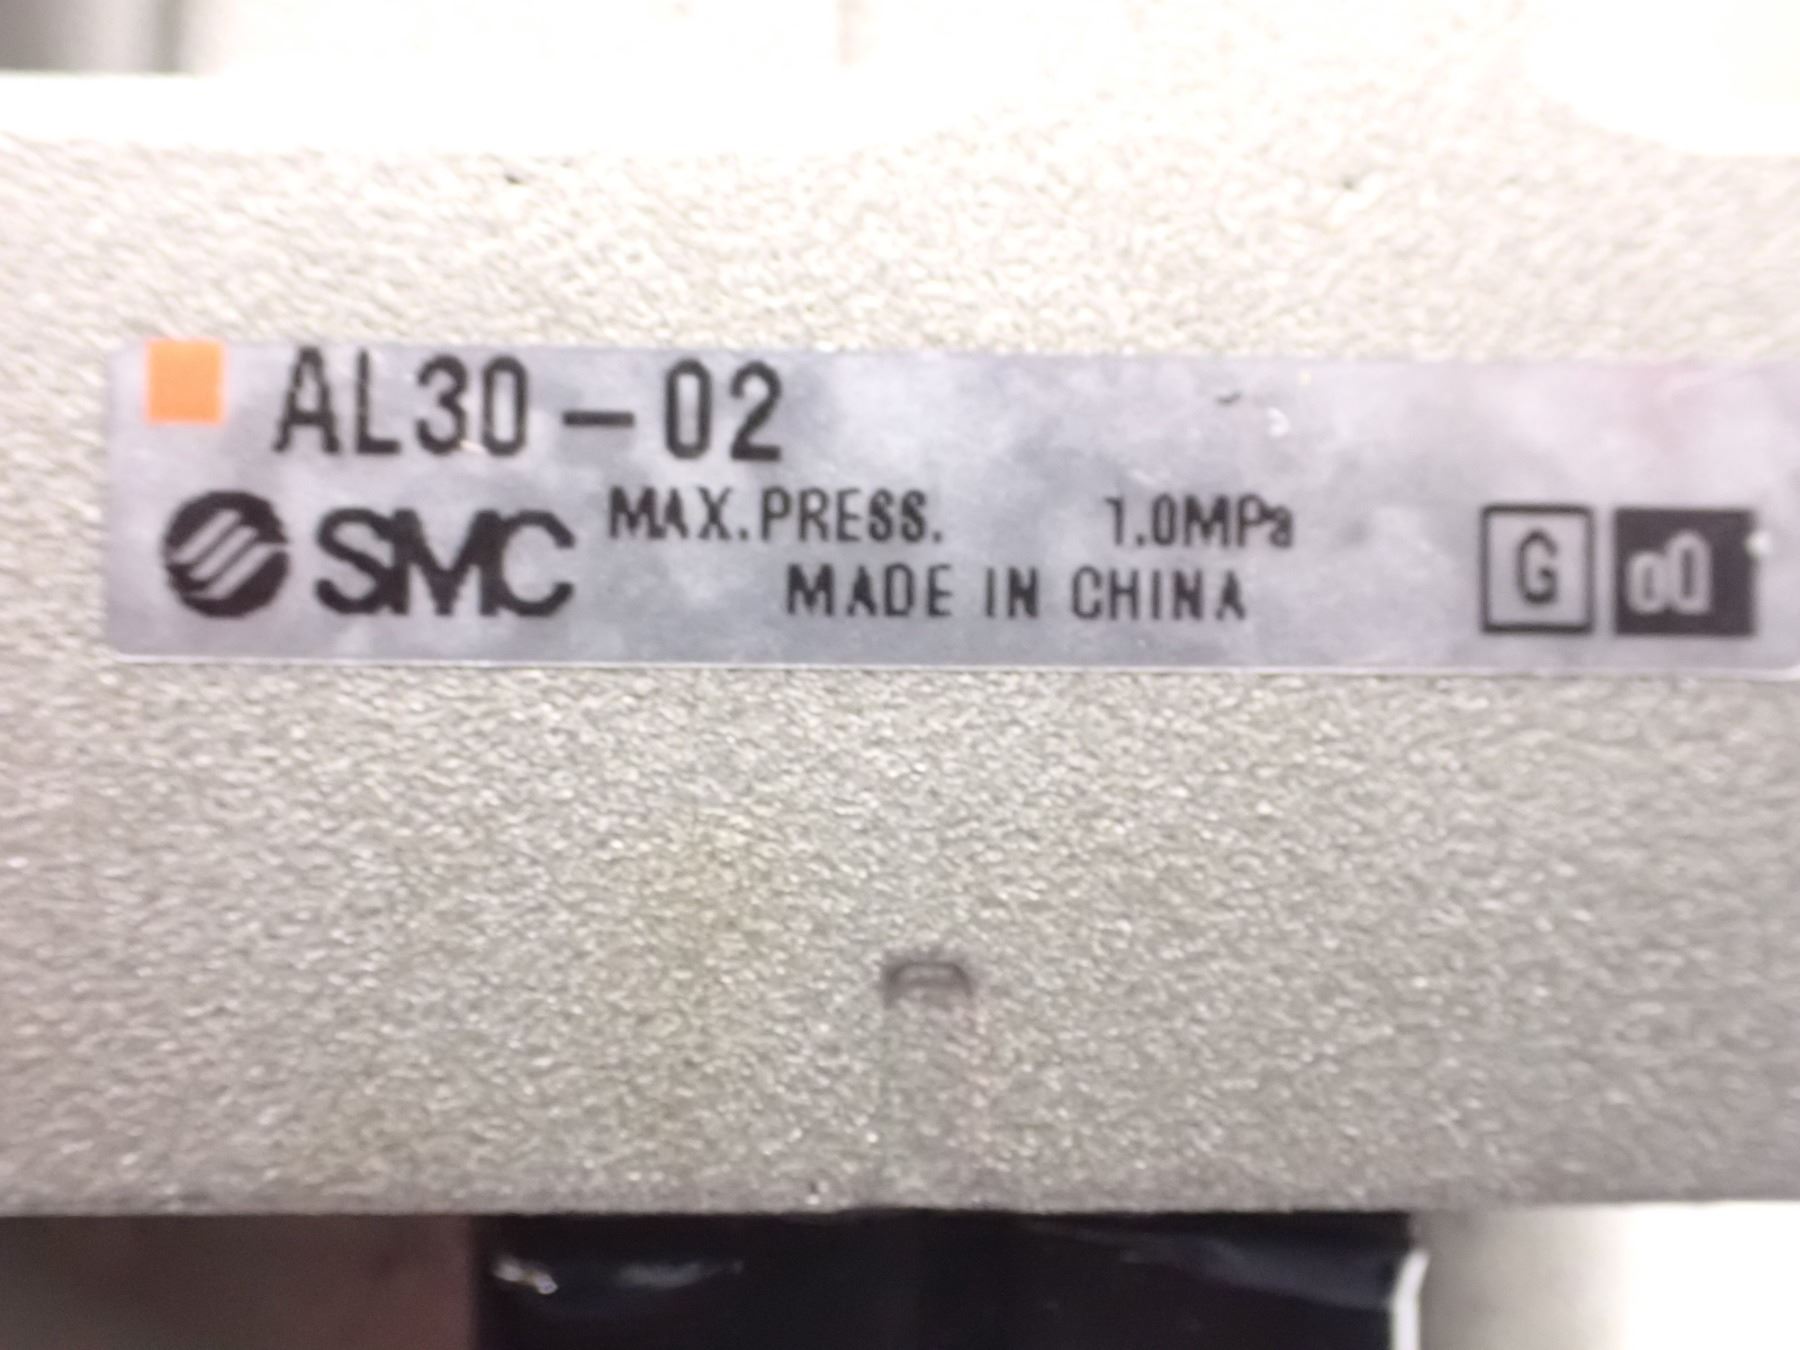 AL30-02
SMC MAX.PRESS. 1.0MPa
MADE IN CHINA
G